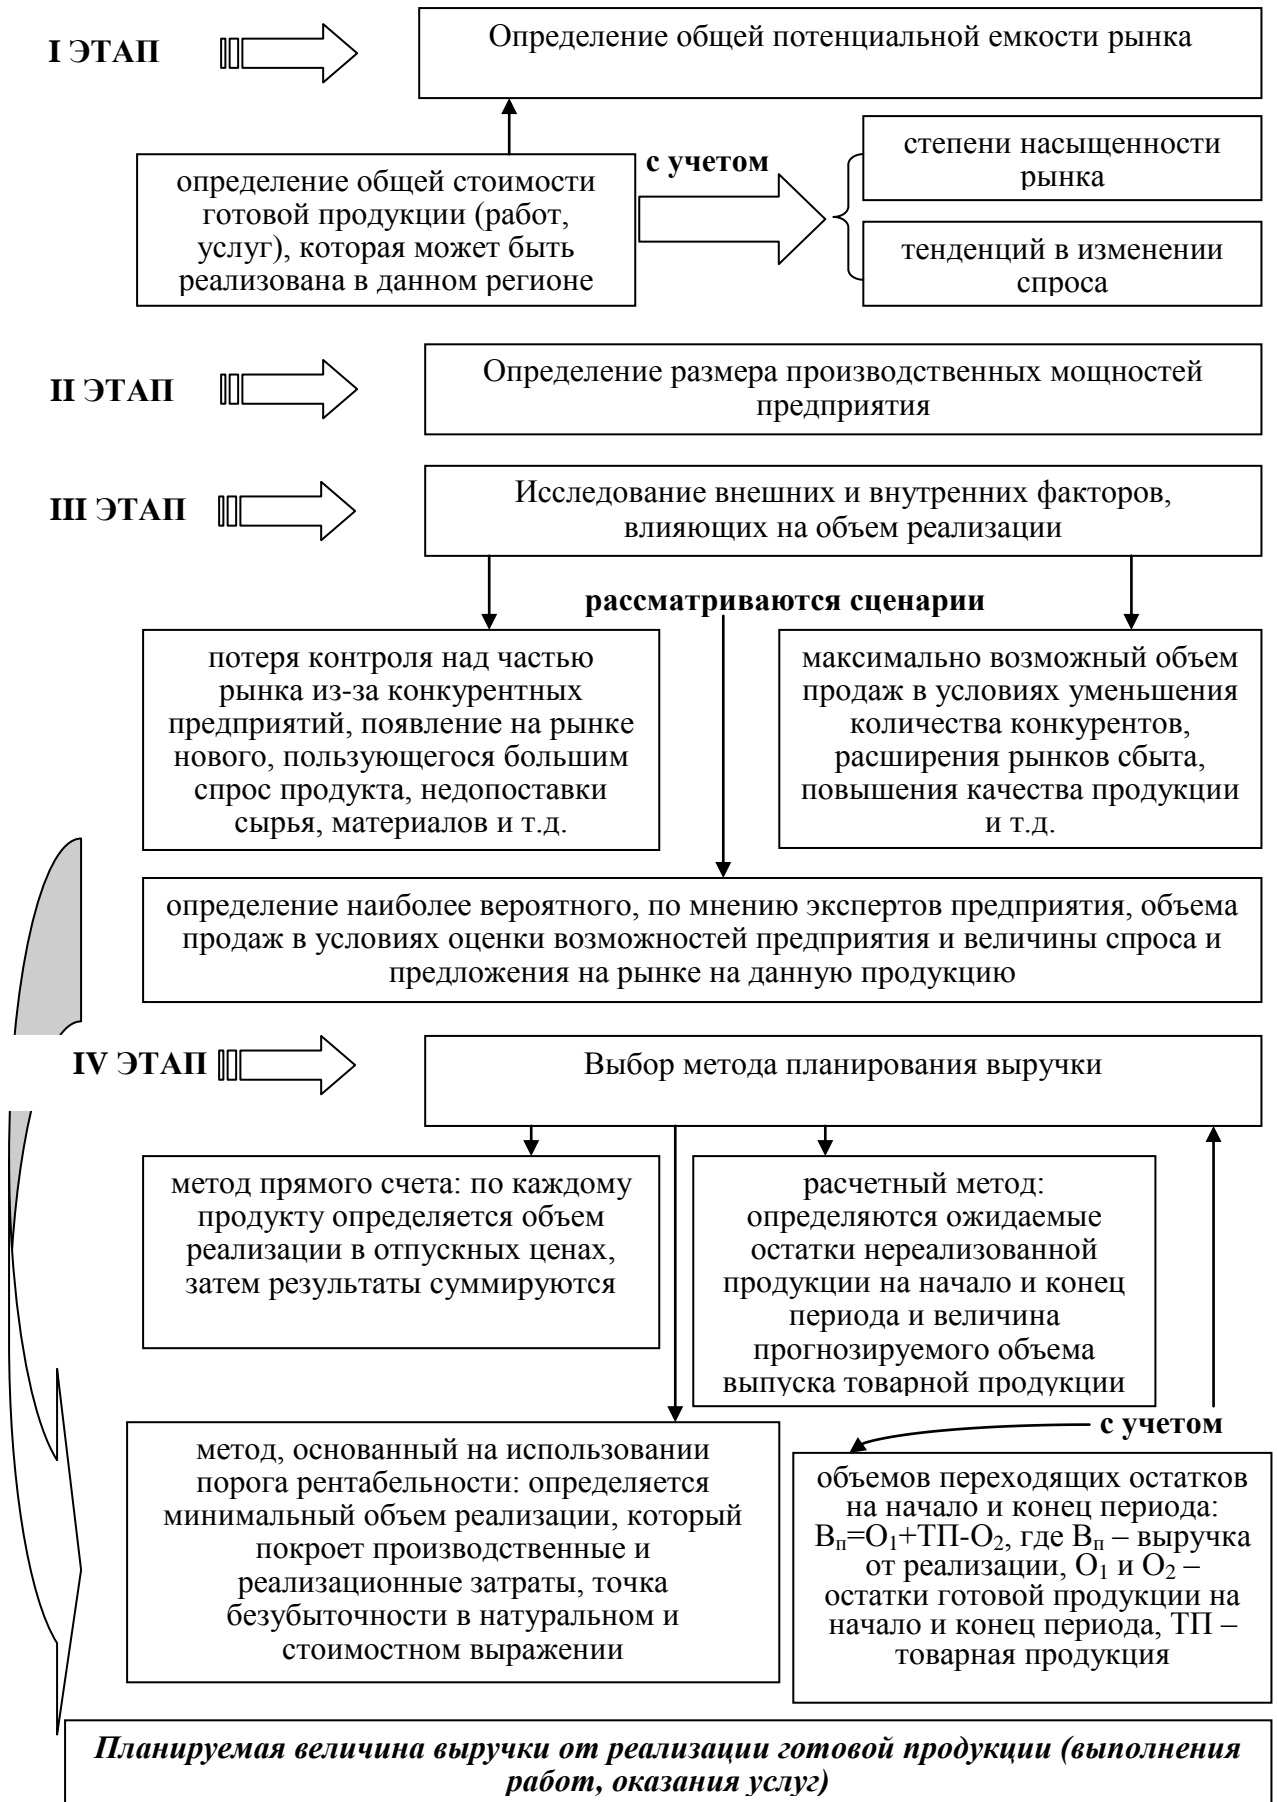 I ЭТАП
Определение общей потенциальной емкости рынка
определение общей стоимости
готовой продукции (работ,
услуг), которая может быть
реализована в данном регионе
с учетом
степени насыщенности
рынка
тенденций в изменении
спроса
II ЭТАП
Определение размера производственных мощностей
предприятия
III ЭТАП
Исследование внешних и внутренних факторов,
влияющих на объем реализации
рассматриваются сценарии
потеря контроля над частью
рынка из-за конкурентных
предприятий, появление на рынке
нового, пользующегося большим
спрос продукта, недопоставки
сырья, материалов и т.д.
максимально возможный объем
продаж в условиях уменьшения
количества конкурентов,
расширения рынков сбыта,
повышения качества продукции
и т.д.
определение наиболее вероятного, по мнению экспертов предприятия, объема
продаж в условиях оценки возможностей предприятия и величины спроса и
предложения на рынке на данную продукцию
IV ЭТАП
Выбор метода планирования выручки
метод прямого счета: по каждому
продукту определяется объем
реализации в отпускных ценах,
затем результаты суммируются
расчетный метод:
определяются ожидаемые
остатки нереализованной
продукции на начало и конец
периода и величина
прогнозируемого объема
выпуска товарной продукции
метод, основанный на использовании
порога рентабельности: определяется
минимальный объем реализации, который
покроет производственные и
реализационные затраты, точка
безубыточности в натуральном и
стоимостном выражении
с учетом
объемов переходящих остатков
на начало и конец периода:
Вп=О1+ТП-О2, где Вп – выручка
от реализации, О1 и О2 –
остатки готовой продукции на
начало и конец периода, ТП –
товарная продукция
Планируемая величина выручки от реализации готовой продукции (выполнения
работ, оказания услуг)